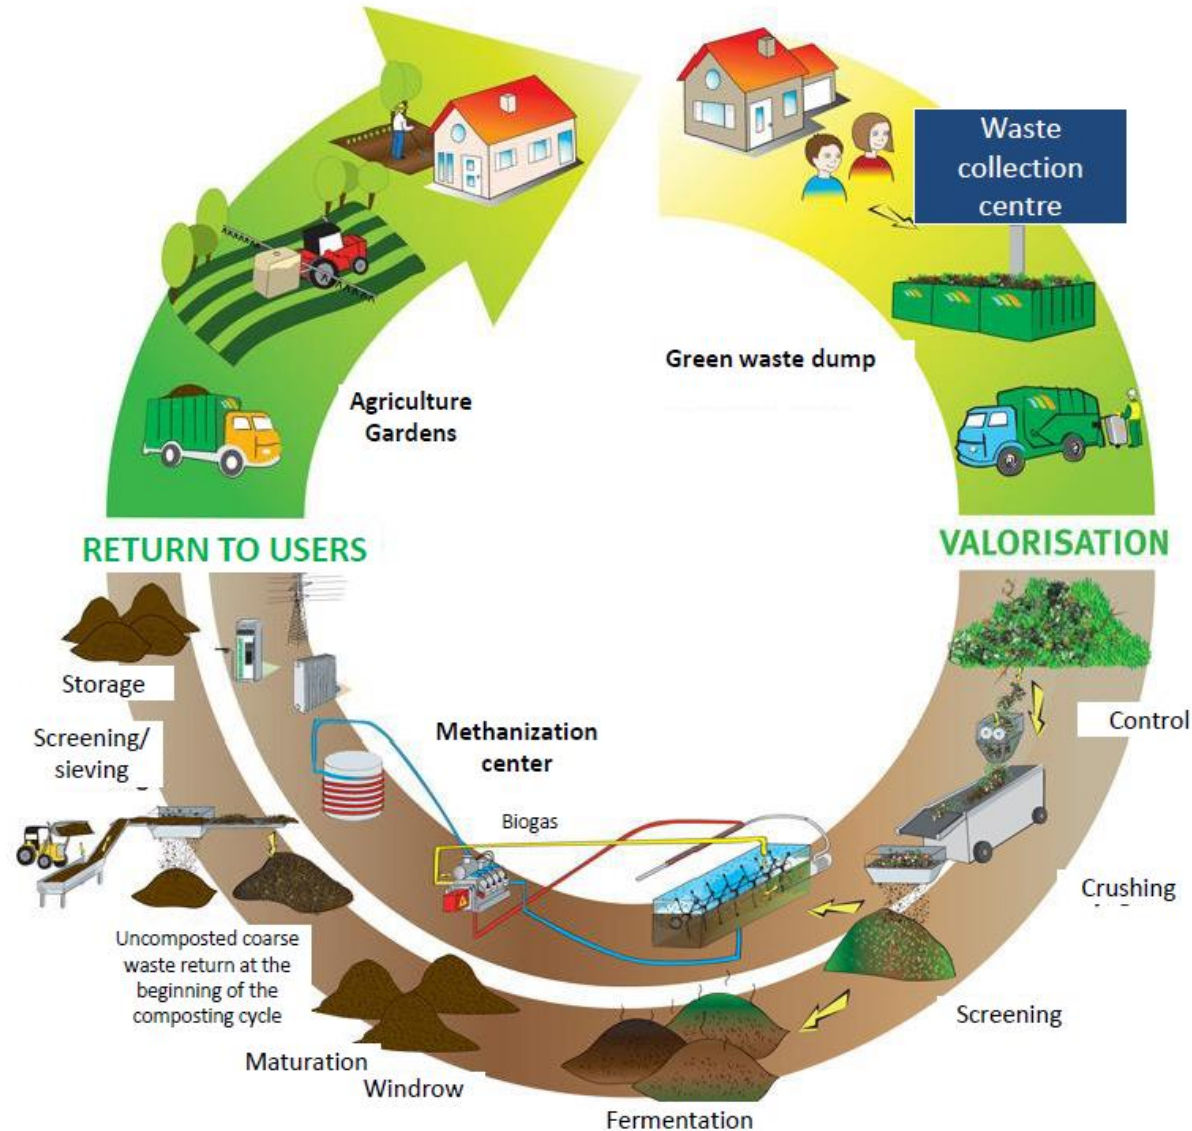 Waste
collection
centre
Green waste dump
Agriculture
Gardens
RETURN TO USERS
VALORISATION
Storage
Control
Screening/
sieving
Methanization
center
Biogas
Crushing
Uncomposted coarse
waste return at the
beginning of the
composting cycle
Screening
Maturation
Windrow
Fermentation